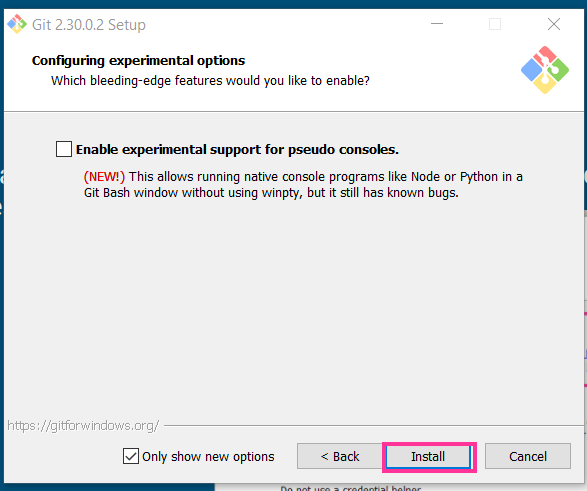 Git 2.30.0.2 Setup
Configuring experimental options
Which bleeding-edge features would you like to enable?
Enable experimental support for pseudo consoles.
(NEW!) This allows running native console programs like Node or Python in a
Git Bash window without using winpty, but it still has known bugs.
https://gitforwindows.org/
Only show new options
< Back
Install
Cancel
Do not use a credential helper